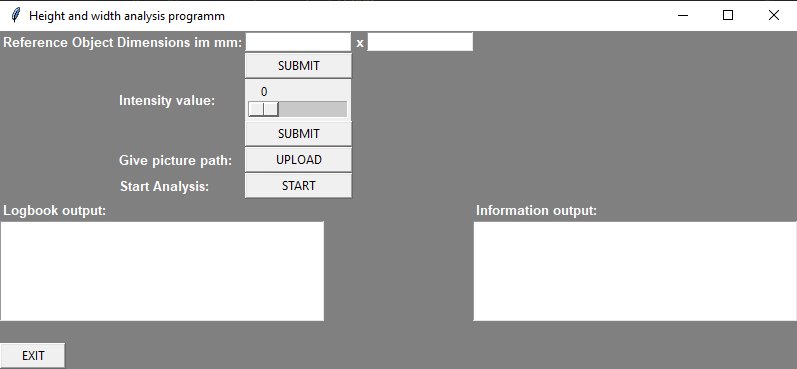 Height and width analysis programm
Reference Object Dimensions im mm: x
SUBMIT
0
Intensity value:
SUBMIT
Give picture path: UPLOAD
Start Analysis: START
Logbook output: Information output:
EXIT